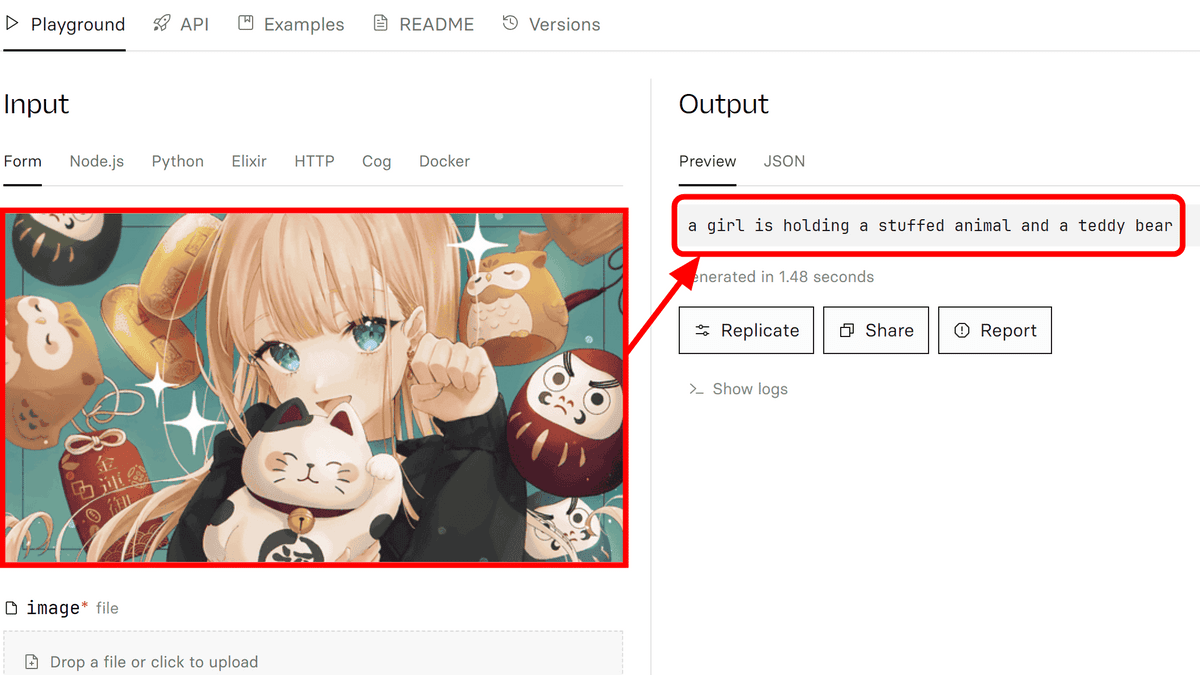 Playground API Examples README Versions
Input
Form Node.js Python Elixir HTTP Cog Docker
金
運
御
image* file
Drop a file or click to upload
Output
Preview JSON
a girl is holding a stuffed animal and a teddy bear
enerated in 1.48 seconds
Replicate Share Report
>_ Show logs